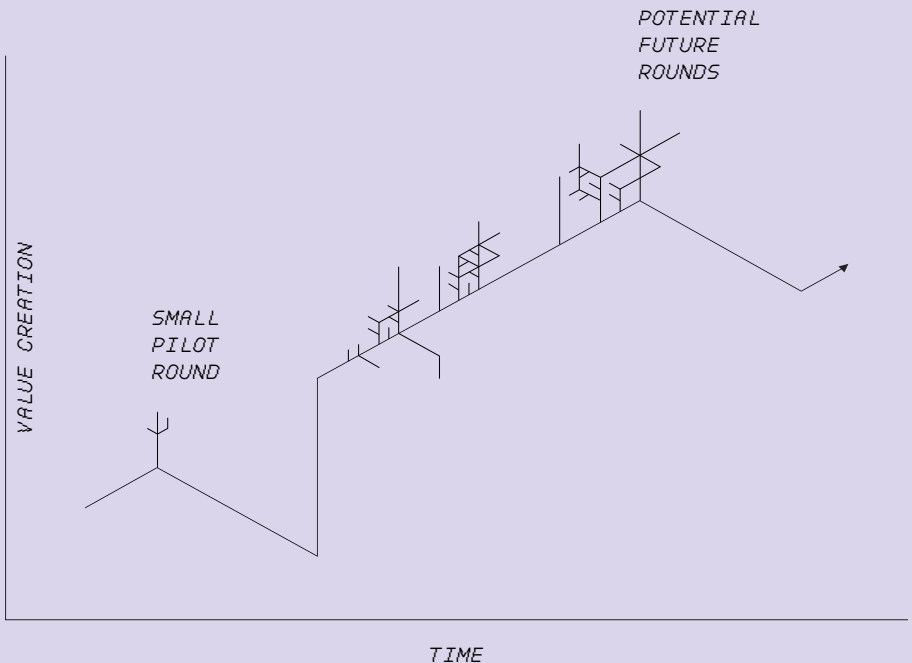 POTENTIAL
FUTURE
ROUNDS
VALUE CREATION
SMALL
PILOT
ROUND
TIME